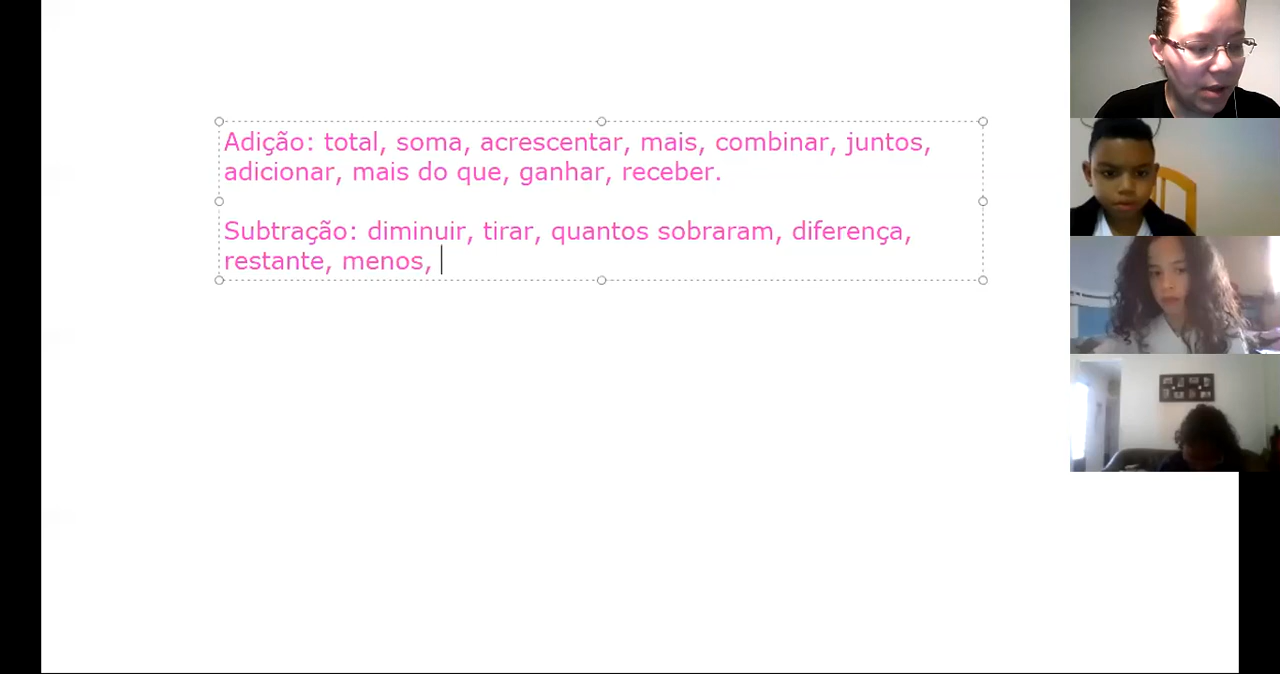 Adição: total, soma, acrescentar, mais, combinar, juntos,
adicionar, mais do que, ganhar, receber.
Subtração: diminuir, tirar, quantos sobraram, diferença,
restante, menos,